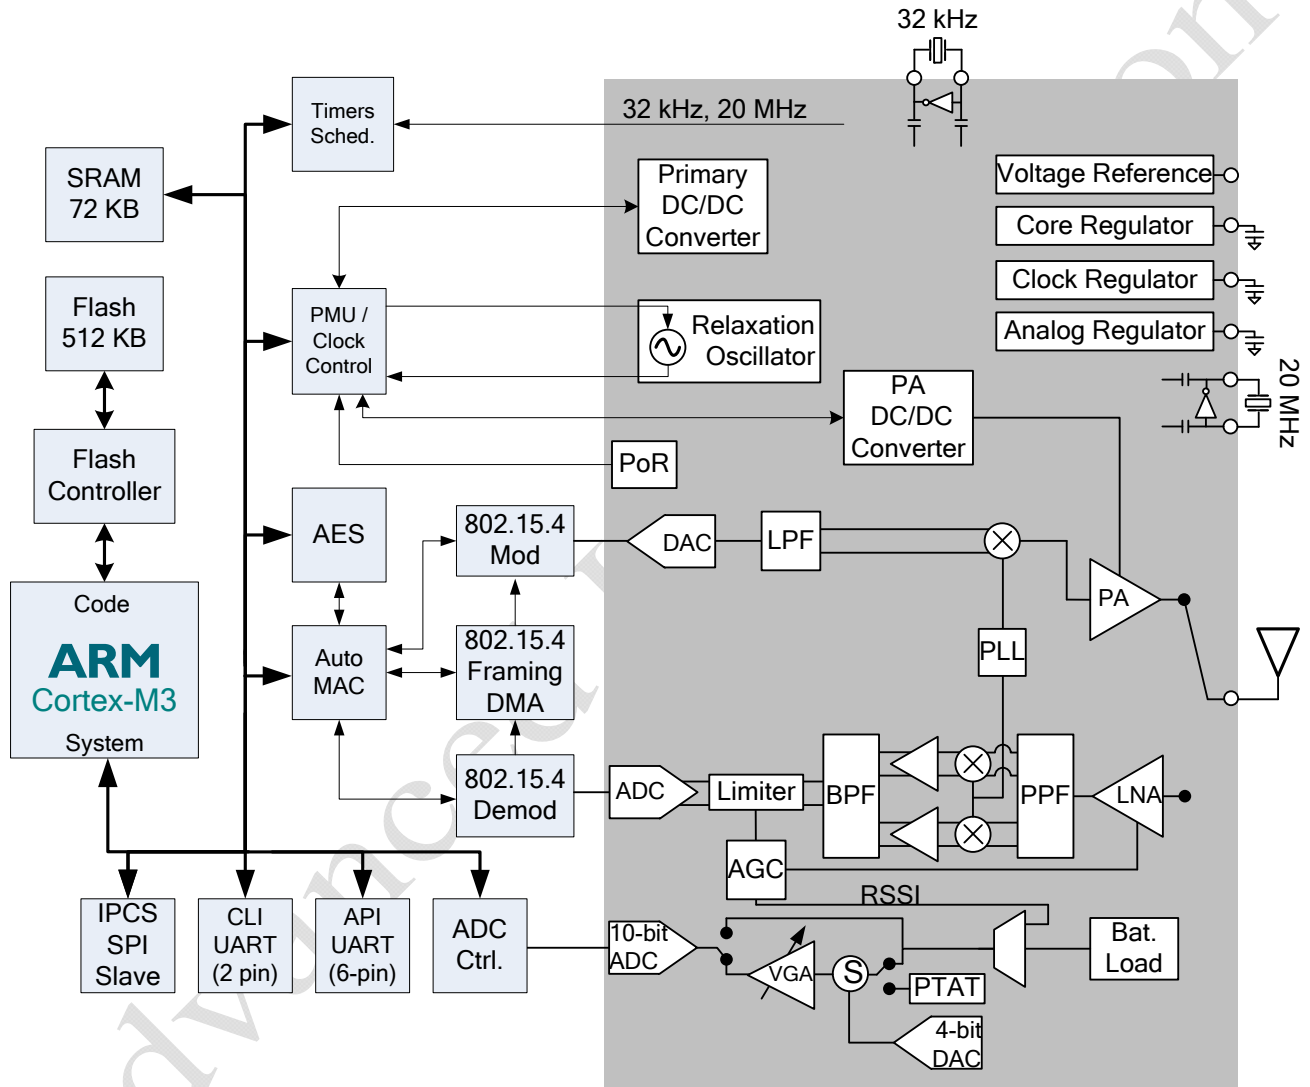 32 kHz
Timers
Sched.
32 kHz, 20 MHz
SRAM
72 KB
Primary
DC/DC
Converter
Voltage Reference
Core Regulator
Clock Regulator
Analog Regulator
Flash
512 KB
PMU /
Clock
Control
Relaxation
Oscillator
20 MHz
PA
DC/DC
Converter
PoR
Flash
Controller
AES
802.15.4
Mod
DAC
LPF
PA
Code
ARM
Cortex-M3
System
Auto
MAC
802.15.4
Framing
DMA
PLL
802.15.4
Demod
ADC
Limiter
BPF
PPF
LNA
AGC
RSSI
IPCS
SPI
Slave
CLI
UART
(2 pin)
API
UART
(6-pin)
ADC
Ctrl.
10-bit
ADC
VGA
S
PTAT
Bat.
Load
4-bit
DAC